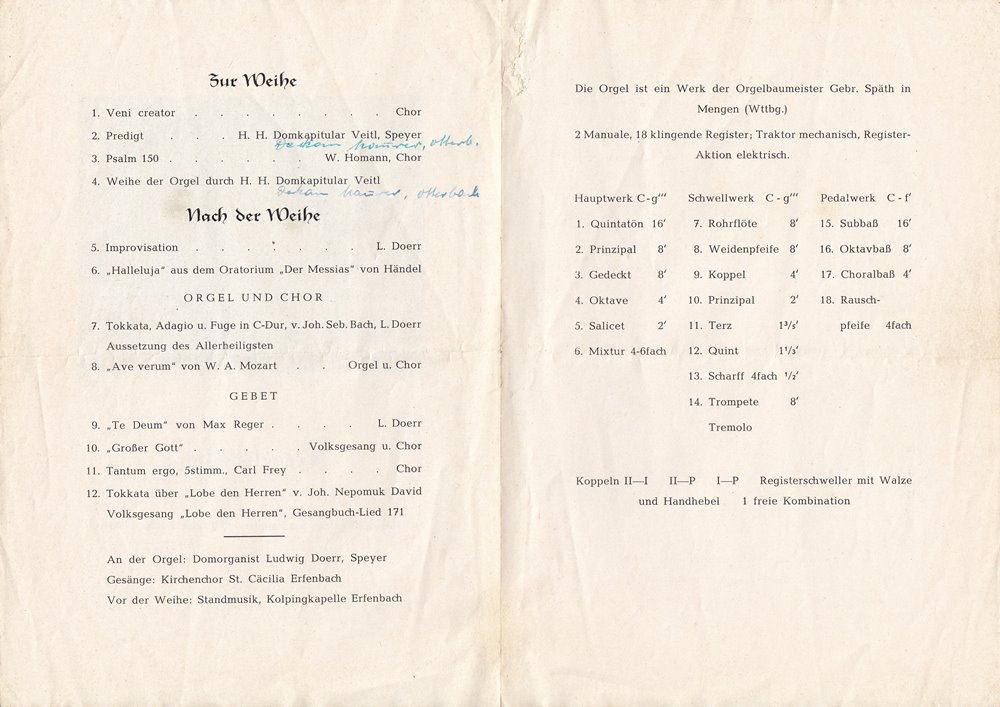 Zur Weihe
1. Veni creator . . . . . . . . Chor
2. Predigt . . . H. H. Domkapitular Veitl, Speyer
Dekan Maurer, Otterb.
3. Psalm 150 . . . . . . W. Homann, Chor
4. Weihe der Orgel durch H. H. Domkapitular Veitl
Dekan Maurer, Otterbach
Nach der Weihe
5. Improvisation . . . . . . . L. Doerr
6. „Halleluja“ aus dem Oratorium „Der Messias“ von Händel
ORGEL UND CHOR
7. Tokkata, Adagio u. Fuge in C-Dur, v. Joh. Seb. Bach, L. Doerr
Aussetzung des Allerheiligsten
8. „Ave verum“ von W. A. Mozart . . Orgel u. Chor
GEBET
9. „Te Deum“ von Max Reger . . . . L. Doerr
10. „Großer Gott“ . . . . . Volksgesang u. Chor
11. Tantum ergo, 5stimm., Carl Frey . . . . Chor
12. Tokkata über „Lobe den Herren“ v. Joh. Nepomuk David
Volksgesang „Lobe den Herren“, Gesangbuch-Lied 171
An der Orgel: Domorganist Ludwig Doerr, Speyer
Gesänge: Kirchenchor St. Cäcilia Erfenbach
Vor der Weihe: Standmusik, Kolpingkapelle Erfenbach
Die Orgel ist ein Werk der Orgelbaumeister Gebr. Späth in
Mengen (Wttbg.)
2 Manuale, 18 klingende Register; Traktor mechanisch, Register-
Aktion elektrisch.
Hauptwerk C-g‴ Schwellwerk C-g‴ Pedalwerk C-f′
1. Quintatön 16′ 7. Rohrflöte 8′ 15. Subbaß 16′
2. Prinzipal 8′ 8. Weidenpfeife 8′ 16. Oktavbaß 8′
3. Gedeckt 8′ 9. Koppel 4′ 17. Choralbaß 4′
4. Oktave 4′ 10. Prinzipal 2′ 18. Rausch-
5. Salicet 2′ 11. Terz 1³/₅′ pfeife 4fach
6. Mixtur 4-6fach 12. Quint 1¹/₃′
13. Scharff 4fach ¹/₂′
14. Trompete 8′
Tremolo
Koppeln II—I II—P I—P Registerschweller mit Walze
und Handhebel 1 freie Kombination